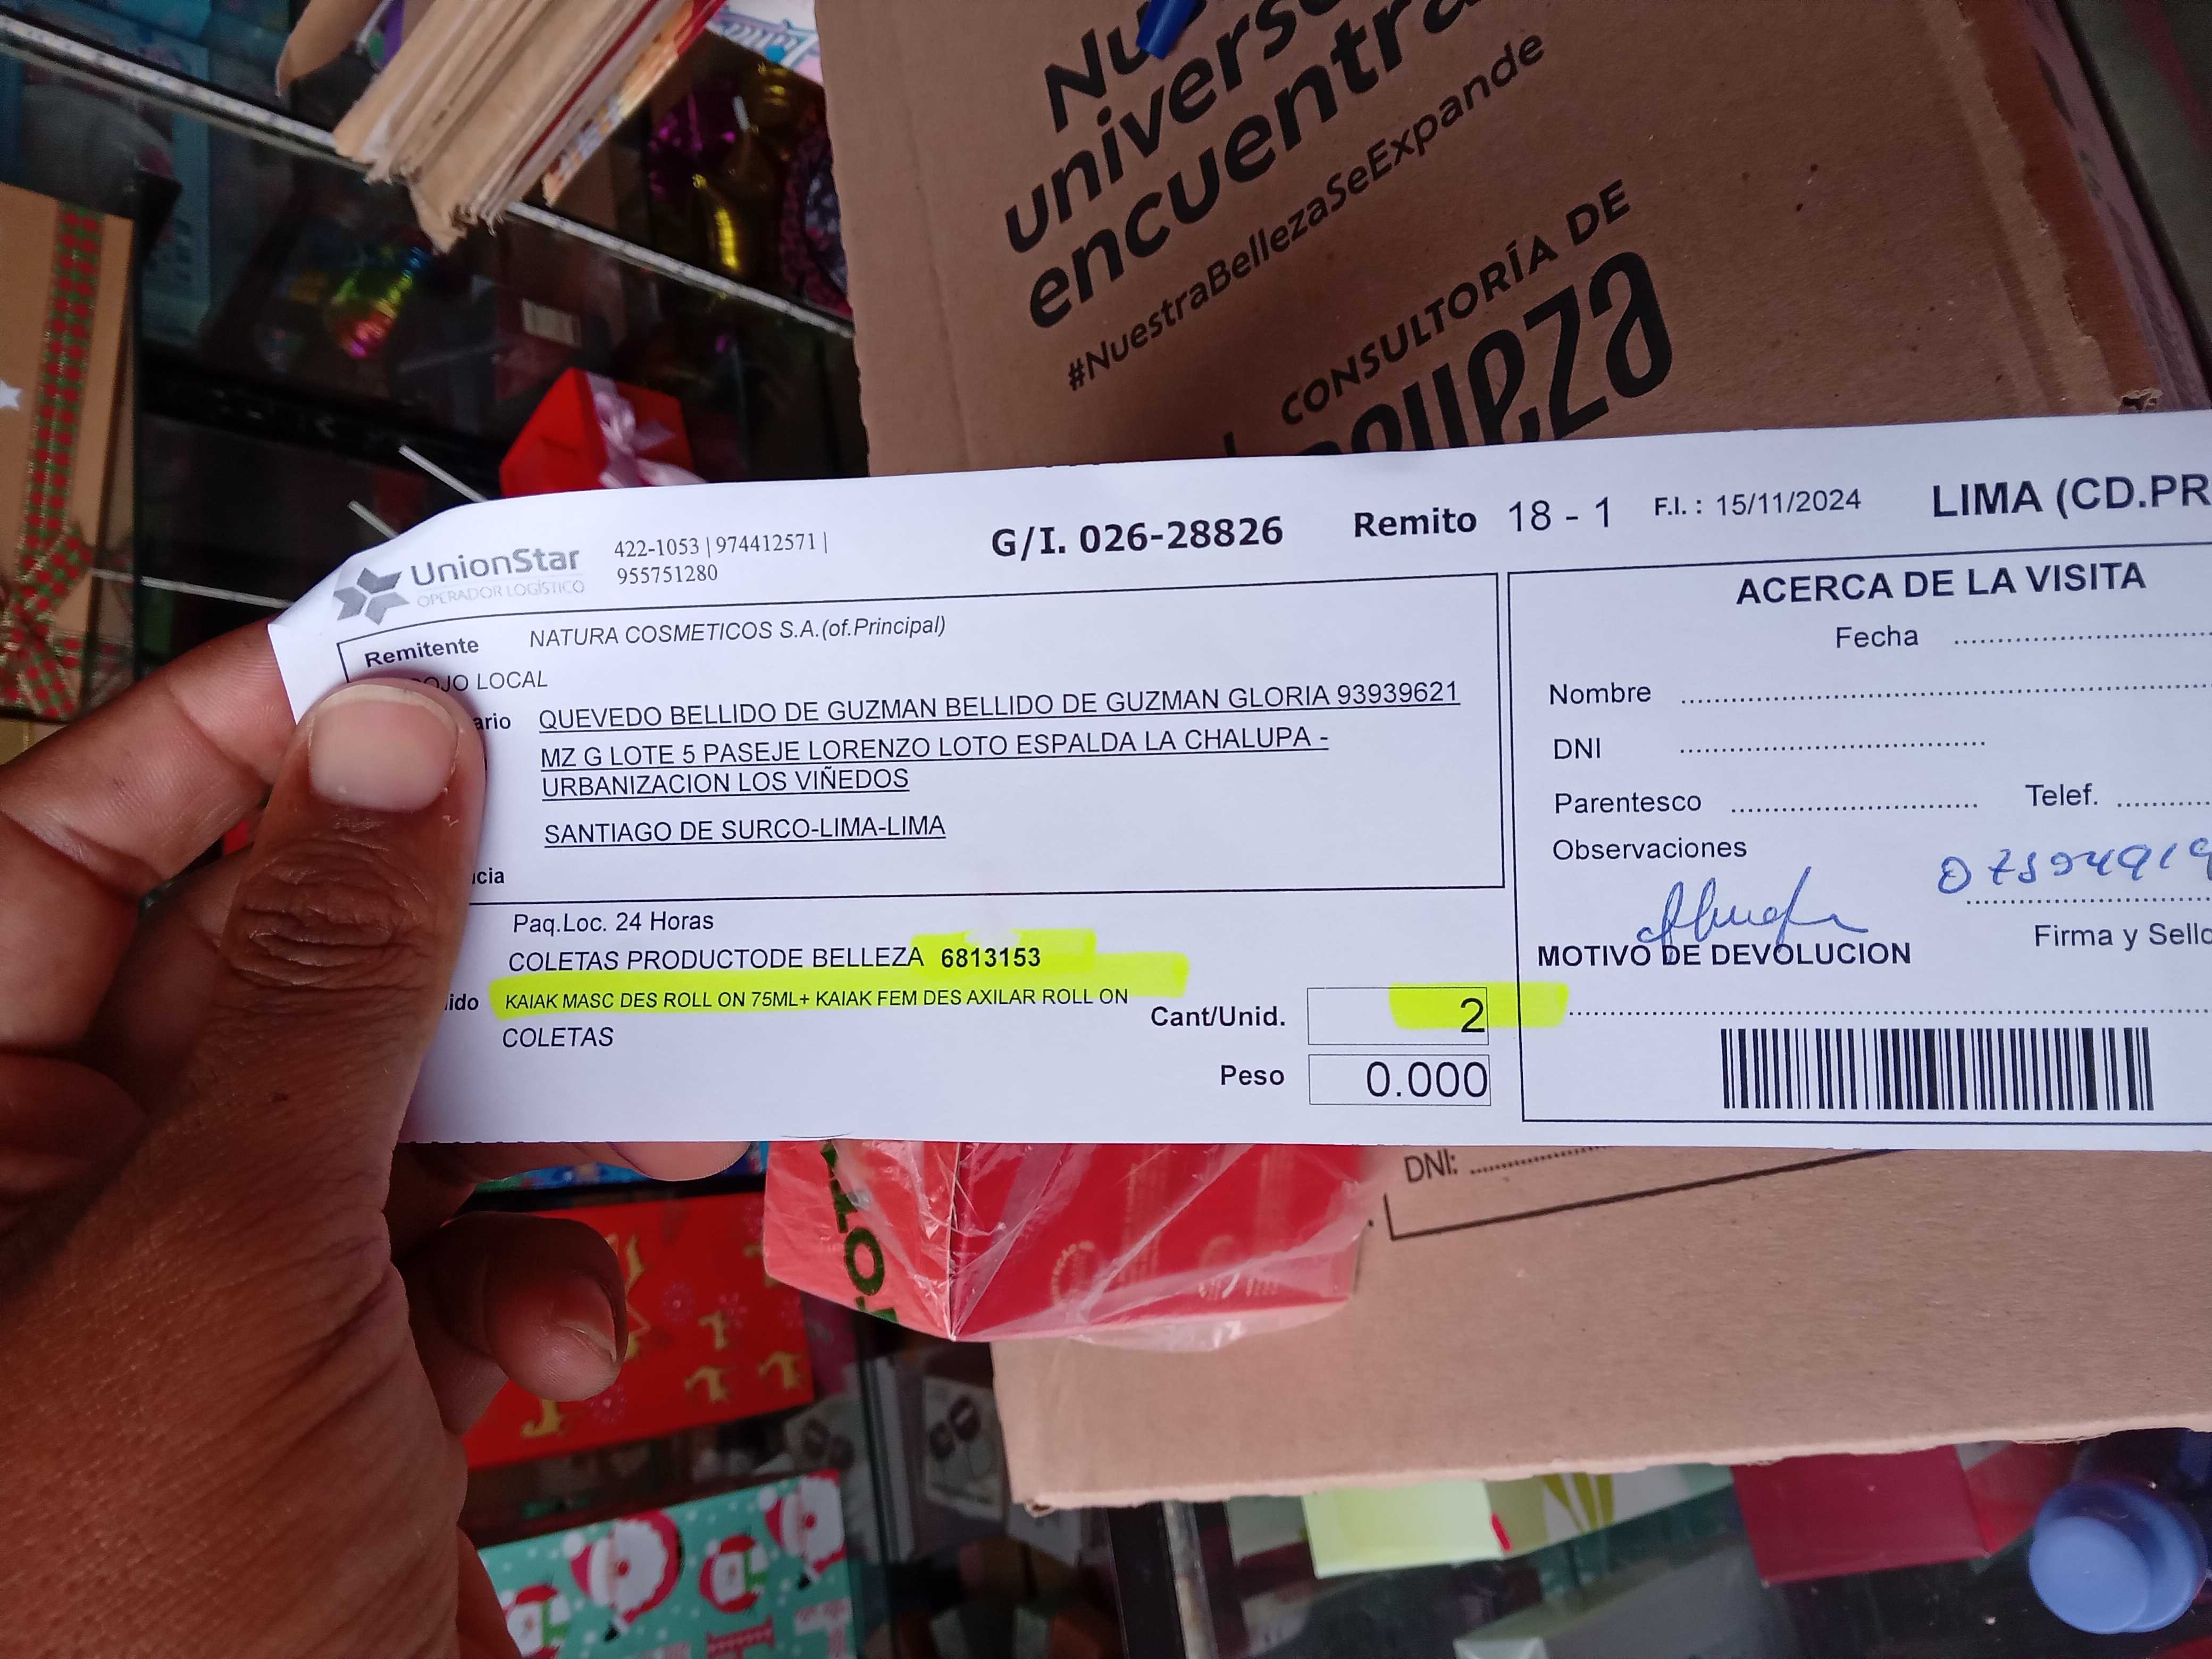 universo
encuentra
#NuestraBellezaSeExpande
CONSULTORÍA DE
UnionStar
OPERADOR LOGÍSTICO
422-1053 | 974412571 |
955751280
G/I. 026-28826
Remito 18 - 1
F.I. : 15/11/2024
LIMA (CD.PR
Remitente NATURA COSMETICOS S.A.(of.Principal)
OJO LOCAL
ario QUEVEDO BELLIDO DE GUZMAN BELLIDO DE GUZMAN GLORIA 93939621
MZ G LOTE 5 PASEJE LORENZO LOTO ESPALDA LA CHALUPA -
URBANIZACION LOS VIÑEDOS
SANTIAGO DE SURCO-LIMA-LIMA
cia
Paq.Loc. 24 Horas
COLETAS PRODUCTODE BELLEZA 6813153
ido KAIAK MASC DES ROLL ON 75ML+ KAIAK FEM DES AXILAR ROLL ON
COLETAS
Cant/Unid. 2
Peso 0.000
ACERCA DE LA VISITA
Fecha
Nombre
DNI
Parentesco
Telef.
Observaciones
Firma y Sello
MOTIVO DE DEVOLUCION
DNI: